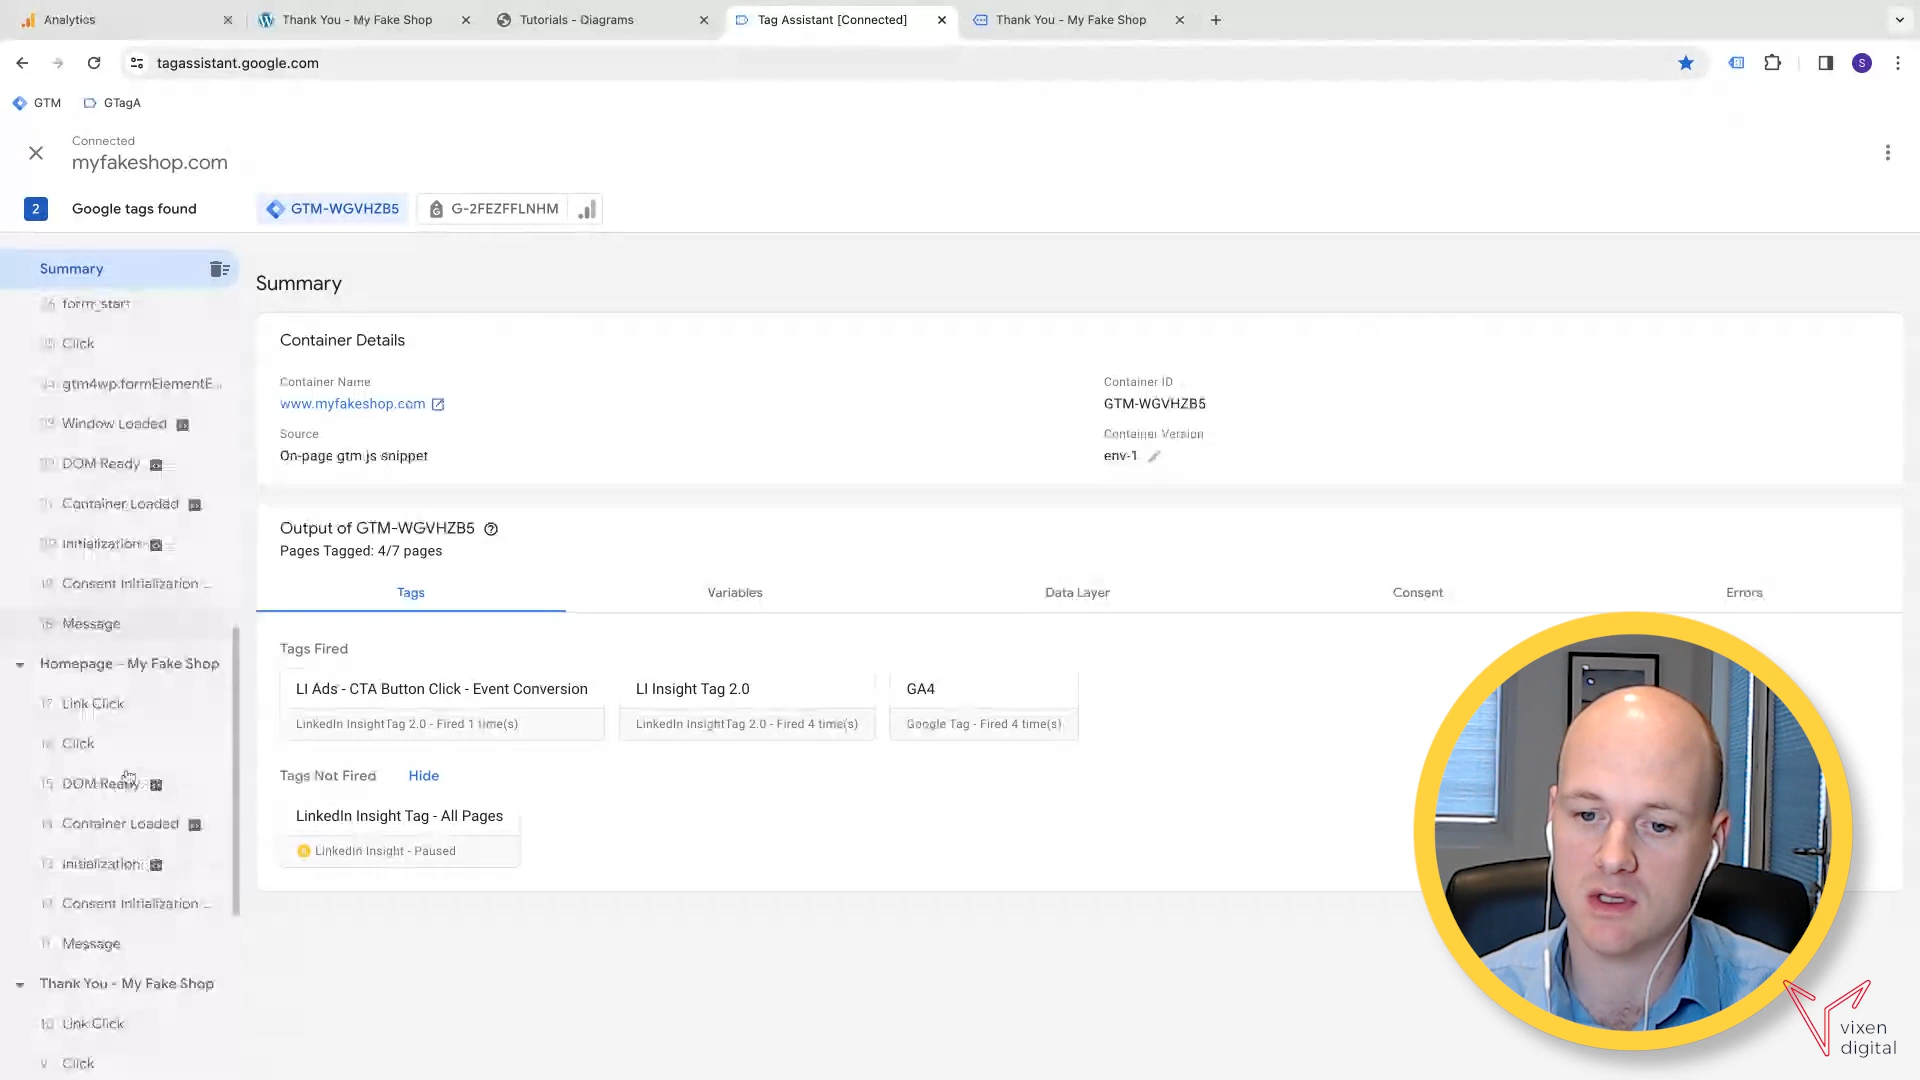 Analytics
Thank You - My Fake Shop
Tutorials - Diagrams
Tag Assistant [Connected]
Thank You - My Fake Shop
tagassistant.google.com
S
GTM
GTagA
Connected
myfakeshop.com
2
Google tags found
GTM-WGVHZB5
G-2FEZFFLNHM
Summary
form_start
Click
gtm4wp.formElementE...
Window Loaded
DOM Ready
Container Loaded
Initialization
Consent Initialization ...
Message
Homepage - My Fake Shop
Link Click
Click
DOM Ready
Container Loaded
Initialization
Consent Initialization ...
Message
Thank You - My Fake Shop
10 Link Click
9 Click
Summary
Container Details
Container Name
www.myfakeshop.com
Container ID
GTM-WGVHZB5
Source
On-page gtm.js snippet
Container Version
env-1
Output of GTM-WGVHZB5
Pages Tagged: 4/7 pages
Tags
Variables
Data Layer
Consent
Errors
Tags Fired
LI Ads - CTA Button Click - Event Conversion
LinkedIn InsightTag 2.0 - Fired 1 time(s)
LI Insight Tag 2.0
LinkedIn InsightTag 2.0 - Fired 4 time(s)
GA4
Google Tag - Fired 4 time(s)
Tags Not Fired
Hide
LinkedIn Insight Tag - All Pages
LinkedIn Insight - Paused
vixen
digital